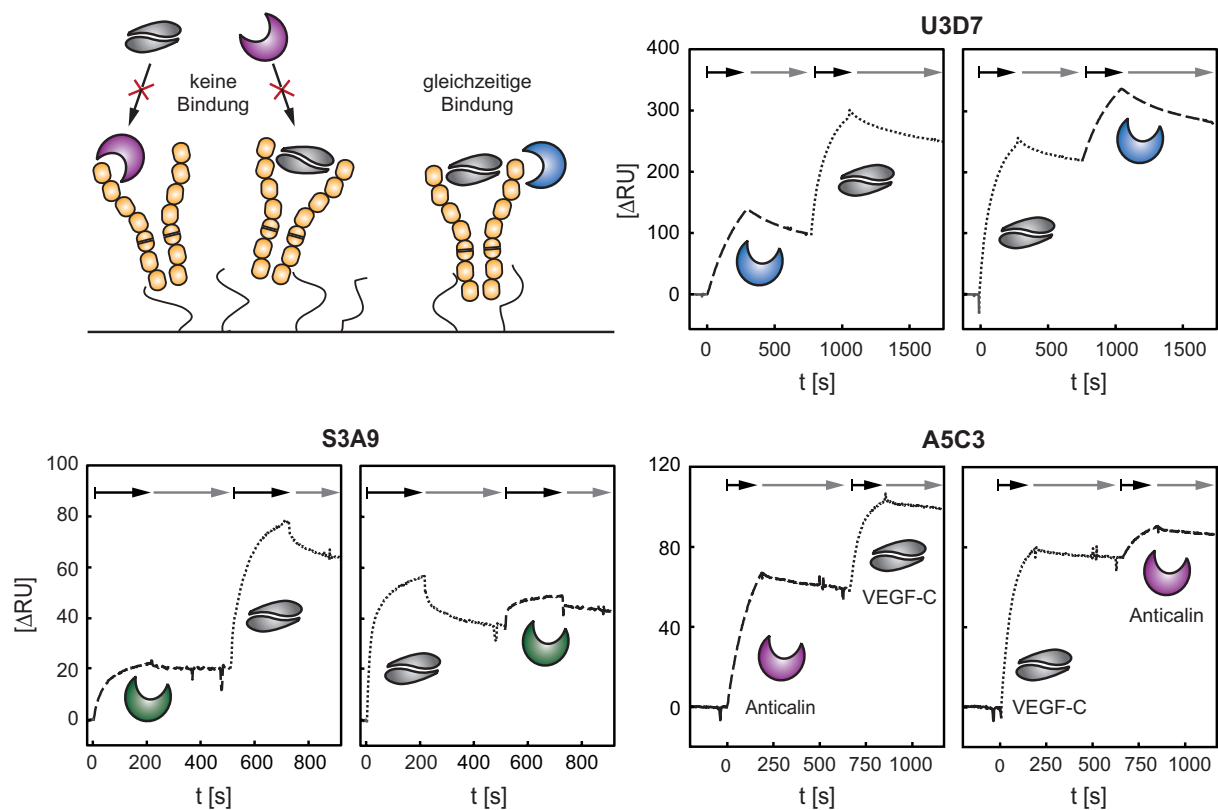 keine
Bindung
gleichzeitige
Bindung
U3D7
[ΔRU]
400
300
200
100
0
0 500 1000 1500
t [s]
0 500 1000 1500
t [s]
S3A9
[ΔRU]
100
80
60
40
20
0
0 200 400 600 800
t [s]
0 200 400 600 800
t [s]
A5C3
120
80
40
0
VEGF-C
Anticalin
0 250 500 750 1000
t [s]
Anticalin
VEGF-C
0 250 500 750 1000
t [s]